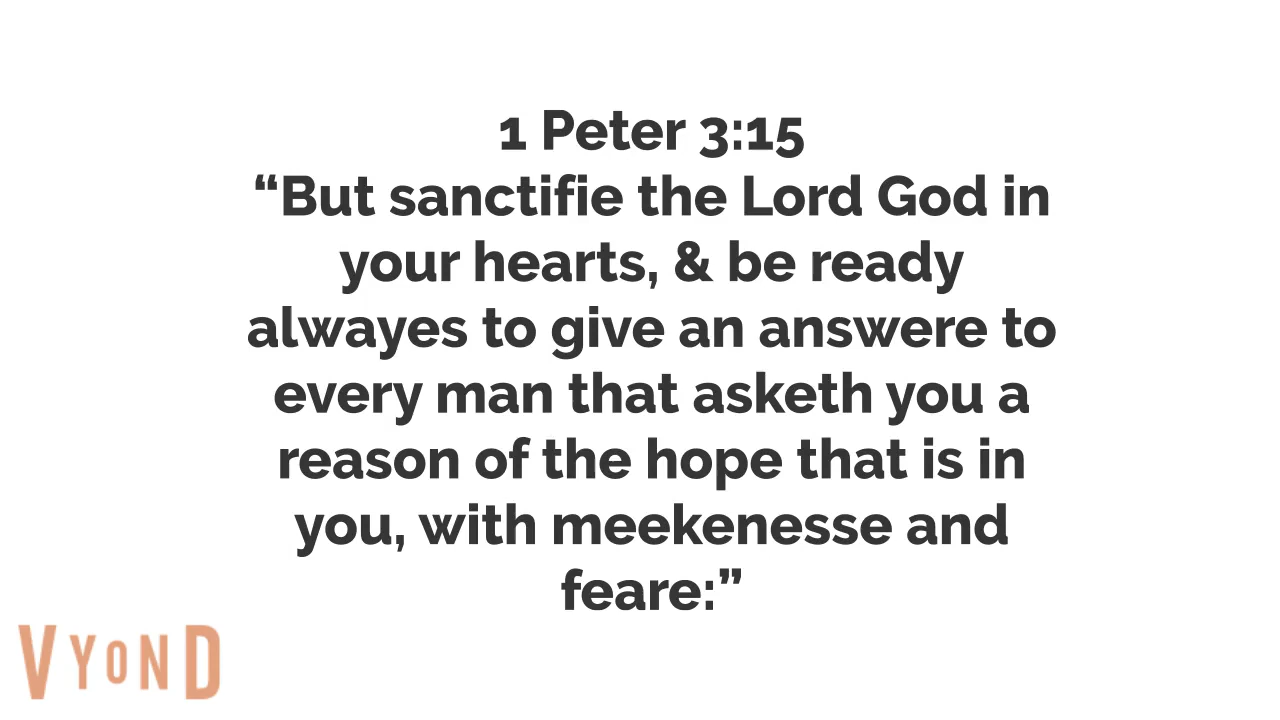 1 Peter 3:15
“But sanctifie the Lord God in
your hearts, & be ready
alwayes to give an answere to
every man that asketh you a
reason of the hope that is in
you, with meekenesse and
feare:”
VYOND